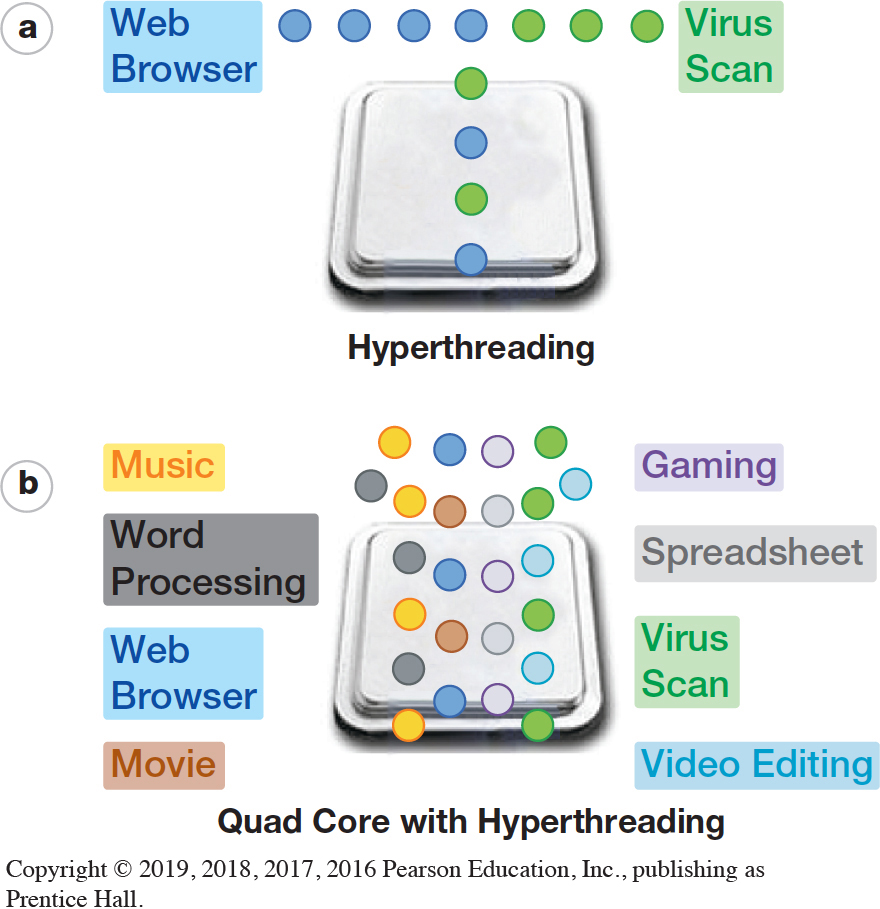 a
Web
Browser
Virus
Scan
Hyperthreading
b
Music
Word
Processing
Web
Browser
Movie
Gaming
Spreadsheet
Virus
Scan
Video Editing
Quad Core with Hyperthreading
Copyright © 2019, 2018, 2017, 2016 Pearson Education, Inc., publishing as
Prentice Hall.